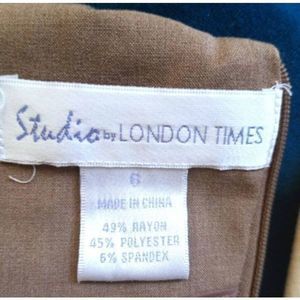 Studio by LONDON TIMES
6
MADE IN CHINA
49% RAYON
45% POLYESTER
6% SPANDEX